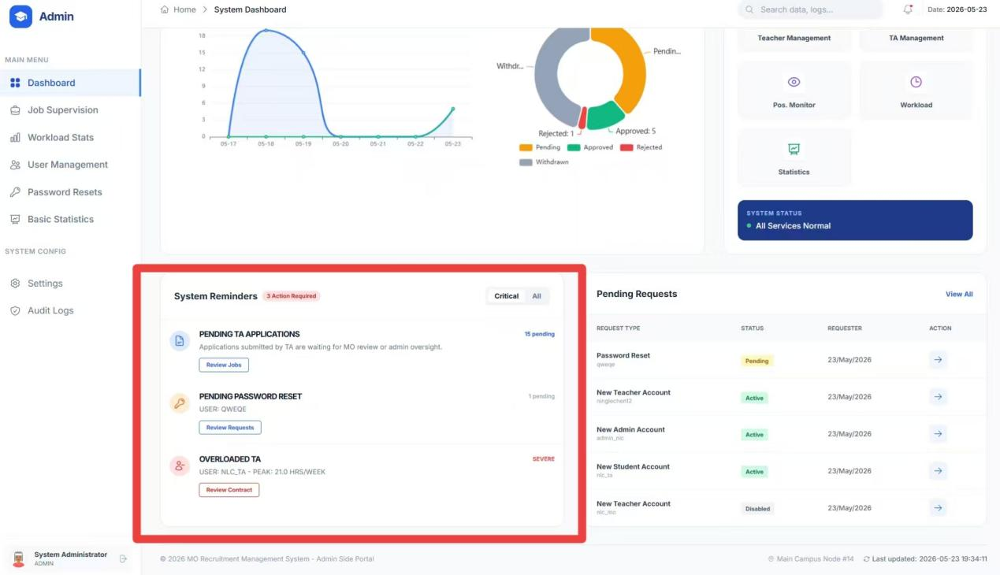 Admin
Home > System Dashboard
Search data, logs...
Date: 2026-05-23
MAIN MENU
Dashboard
Job Supervision
Workload Stats
User Management
Password Resets
Basic Statistics
SYSTEM CONFIG
Settings
Audit Logs
System Administrator
ADMIN
18
15
12
9
6
3
0
05-17 05-18 05-19 05-20 05-21 05-22 05-23
Withdr...
Pendin...
Rejected: 1
Approved: 5
Pending Approved Rejected
Withdrawn
Teacher Management
TA Management
Pos. Monitor
Workload
Statistics
SYSTEM STATUS
All Services Normal
System Reminders 3 Action Required Critical All
PENDING TA APPLICATIONS 15 pending
Applications submitted by TA are waiting for MO review or admin oversight.
Review Jobs
PENDING PASSWORD RESET 1 pending
USER: QWEQE
Review Requests
OVERLOADED TA SEVERE
USER: NLC_TA - PEAK: 21.0 HRS/WEEK
Review Contract
Pending Requests View All
REQUEST TYPE STATUS REQUESTER ACTION
Password Reset Pending 23/May/2026
qweqe
New Teacher Account Active 23/May/2026
ninglechen12
New Admin Account Active 23/May/2026
admin_nlc
New Student Account Active 23/May/2026
nlc_ta
New Teacher Account Disabled 23/May/2026
nlc_mo
© 2026 MO Recruitment Management System - Admin Side Portal
Main Campus Node #14 Last updated: 2026-05-23 19:34:11